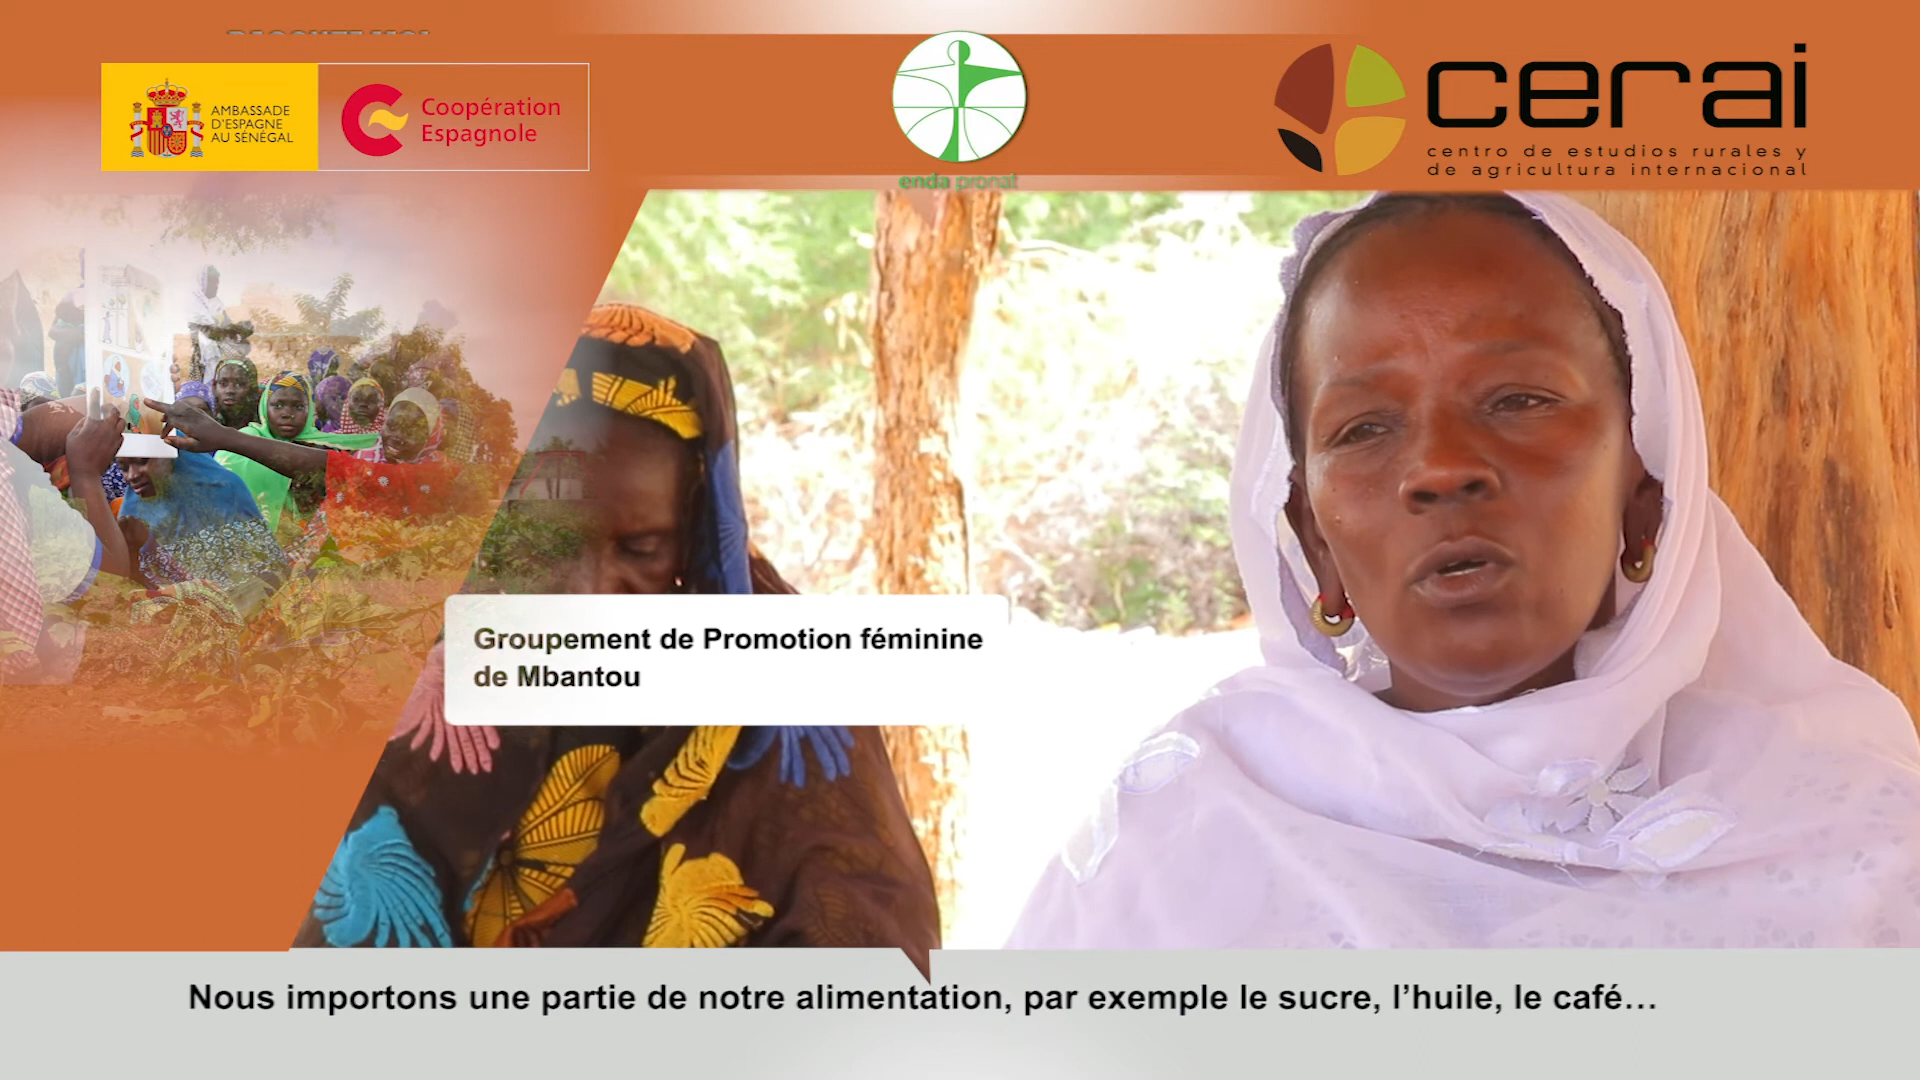 AMBASSADE
D'ESPAGNE
AU SÉNÉGAL
Coopération
Espagnole
enda pronat
cerai
centro de estudios rurales y
de agricultura internacional
Groupement de Promotion féminine
de Mbantou
Nous importons une partie de notre alimentation, par exemple le sucre, l’huile, le café…